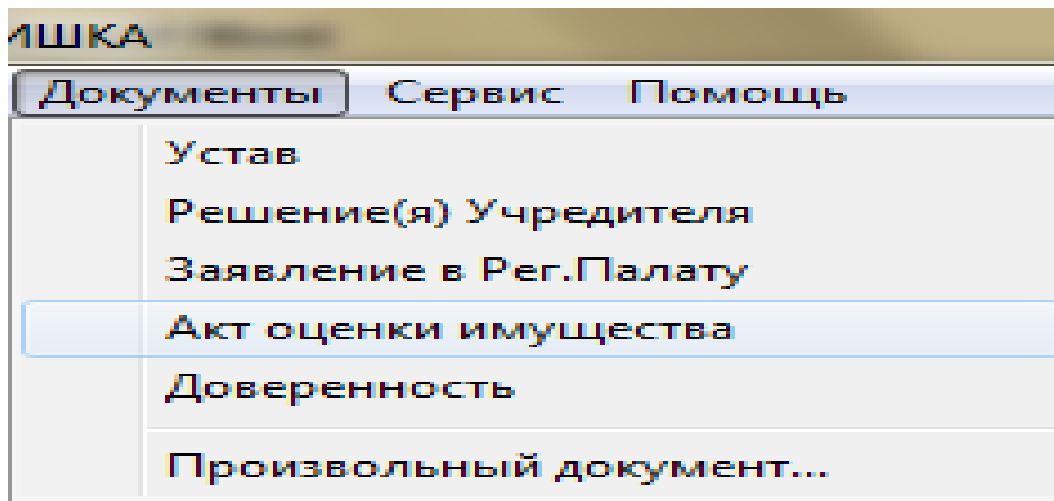 ИШКА
Документы Сервис Помощь
Устав
Решение(я) Учредителя
Заявление в Рег.Палату
Акт оценки имущества
Доверенность
Произвольный документ...